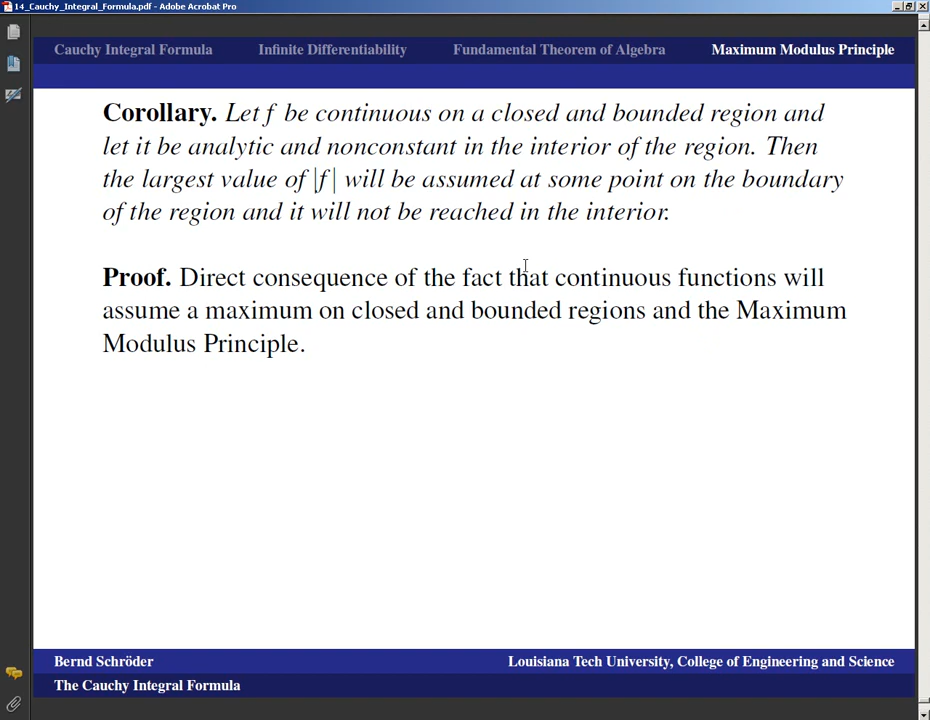 14_Cauchy_Integral_Formula.pdf - Adobe Acrobat Pro
Cauchy Integral Formula Infinite Differentiability Fundamental Theorem of Algebra Maximum Modulus Principle
Corollary. Let f be continuous on a closed and bounded region and
let it be analytic and nonconstant in the interior of the region. Then
the largest value of |f| will be assumed at some point on the boundary
of the region and it will not be reached in the interior.
Proof. Direct consequence of the fact that continuous functions will
assume a maximum on closed and bounded regions and the Maximum
Modulus Principle.
Bernd Schröder Louisiana Tech University, College of Engineering and Science
The Cauchy Integral Formula